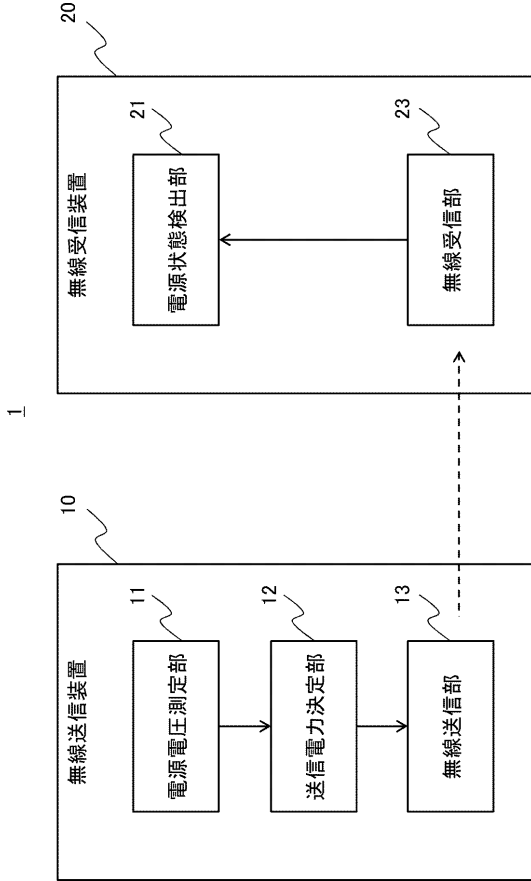 1
10
無線送信装置
11
電源電圧測定部
12
送信電力決定部
13
無線送信部
20
無線受信装置
21
電源状態検出部
23
無線受信部